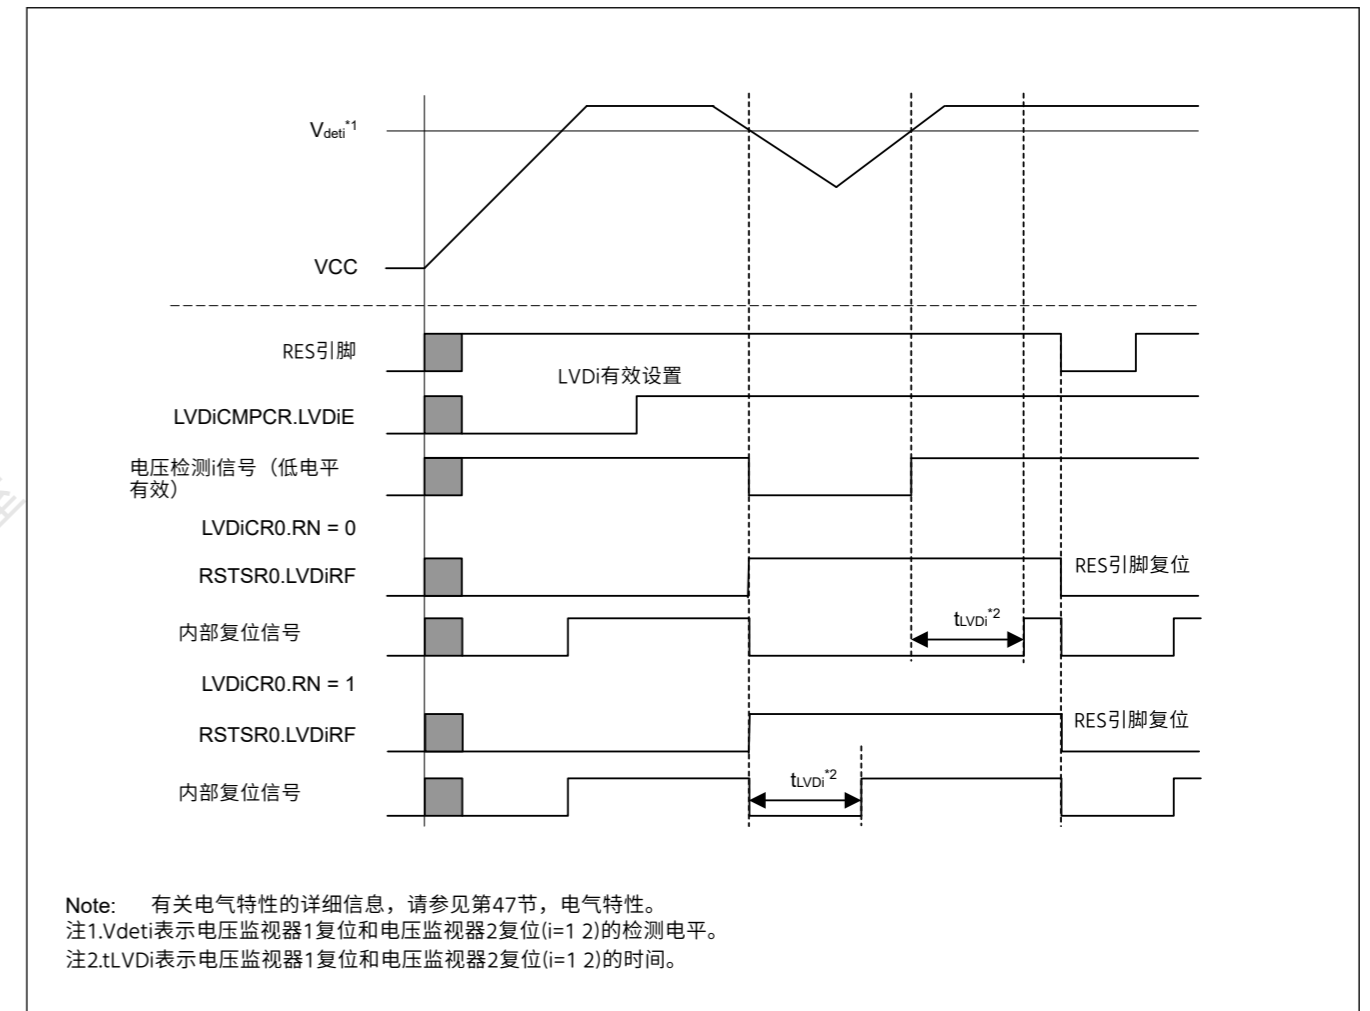 Vdeti*1
VCC
RES引脚
LVDi有效设置
LVDiCMPCR.LVDiE
电压检测i信号（低电平
有效）
LVDiCR0.RN = 0
RSTSR0.LVDiRF
RES引脚复位
内部复位信号
tLVDi*2
LVDiCR0.RN = 1
RSTSR0.LVDiRF
RES引脚复位
内部复位信号
tLVDi*2
Note: 有关电气特性的详细信息，请参见第47节，电气特性。
注1.Vdeti表示电压监视器1复位和电压监视器2复位(i=1 2)的检测电平。
注2.tLVDi表示电压监视器1复位和电压监视器2复位(i=1 2)的时间。